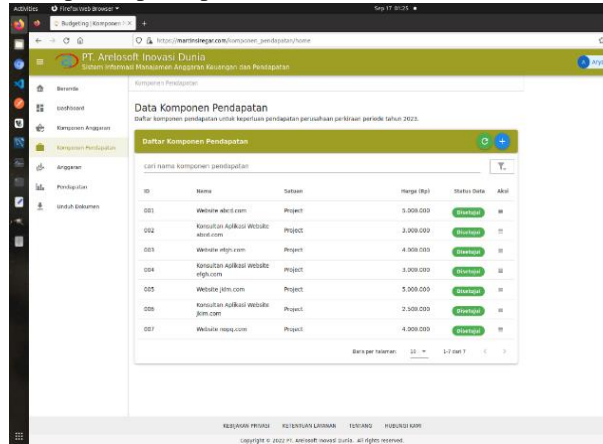 Activities Firefox Web Browser Sep 17 01:25
Budgeting | Komponen P
https://martinsiregar.com/komponen_pendapatan/home
PT. Arelosoft Inovasi Dunia
Sistem Informasi Manajemen Anggaran Keuangan dan Pendapatan
Beranda
Dashboard
Komponen Anggaran
Komponen Pendapatan
Anggaran
Pendapatan
Unduh Dokumen
Komponen Pendapatan
Data Komponen Pendapatan
Daftar komponen pendapatan untuk keperluan pendapatan perusahaan perkiraan periode tahun 2023.
Daftar Komponen Pendapatan
cari nama komponen pendapatan
ID Nama Satuan Harga (Rp) Status Data Aksi
001 Website abcd.com Project 5.000.000 Disetujui
002 Konsultan Aplikasi Website abcd.com Project 3.000.000 Disetujui
003 Website efgh.com Project 4.000.000 Disetujui
004 Konsultan Aplikasi Website efgh.com Project 3.000.000 Disetujui
005 Website jklm.com Project 5.000.000 Disetujui
006 Konsultan Aplikasi Website jklm.com Project 2.500.000 Disetujui
007 Website nopq.com Project 4.000.000 Disetujui
Baris per halaman: 10 1-7 dari 7
KEBIJAKAN PRIVASI KETENTUAN LAYANAN TENTANG HUBUNGI KAMI
Copyright © 2022 PT. Arelosoft Inovasi Dunia. All rights reserved.